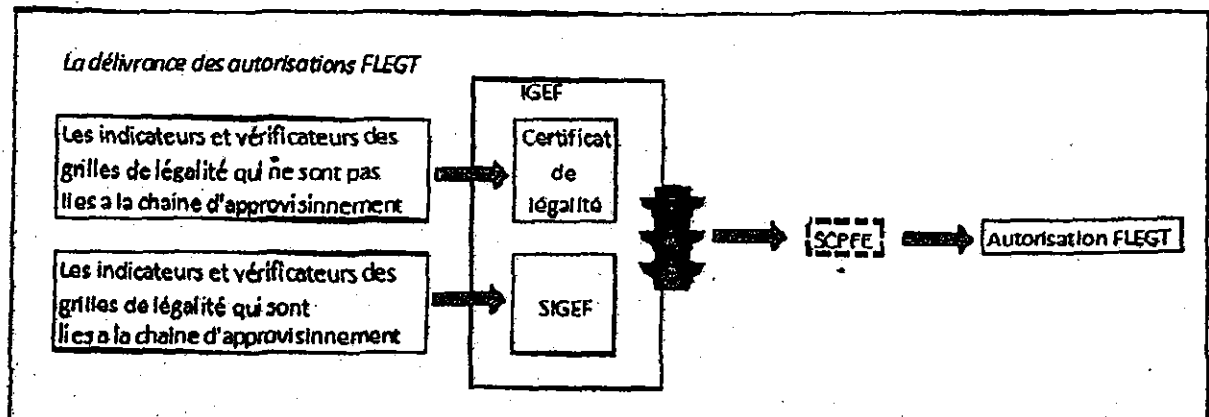 La délivrance des autorisations FLEGT
IGEF
Les indicateurs et vérificateurs des
grilles de légalité qui ne sont pas
lies a la chaine d'approvisinnement
Certificat
de
légalité
Les indicateurs et vérificateurs des
grilles de légalité qui sont
lies a la chaine d'approvisinnement
SIGEF
SCPFE
Autorisation FLEGT